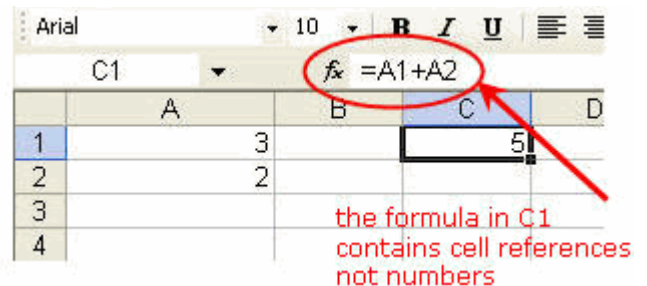 Arial 10 B I U
C1 fx =A1+A2
A B C D
1 3 5
2 2
3
4
the formula in C1
contains cell references
not numbers